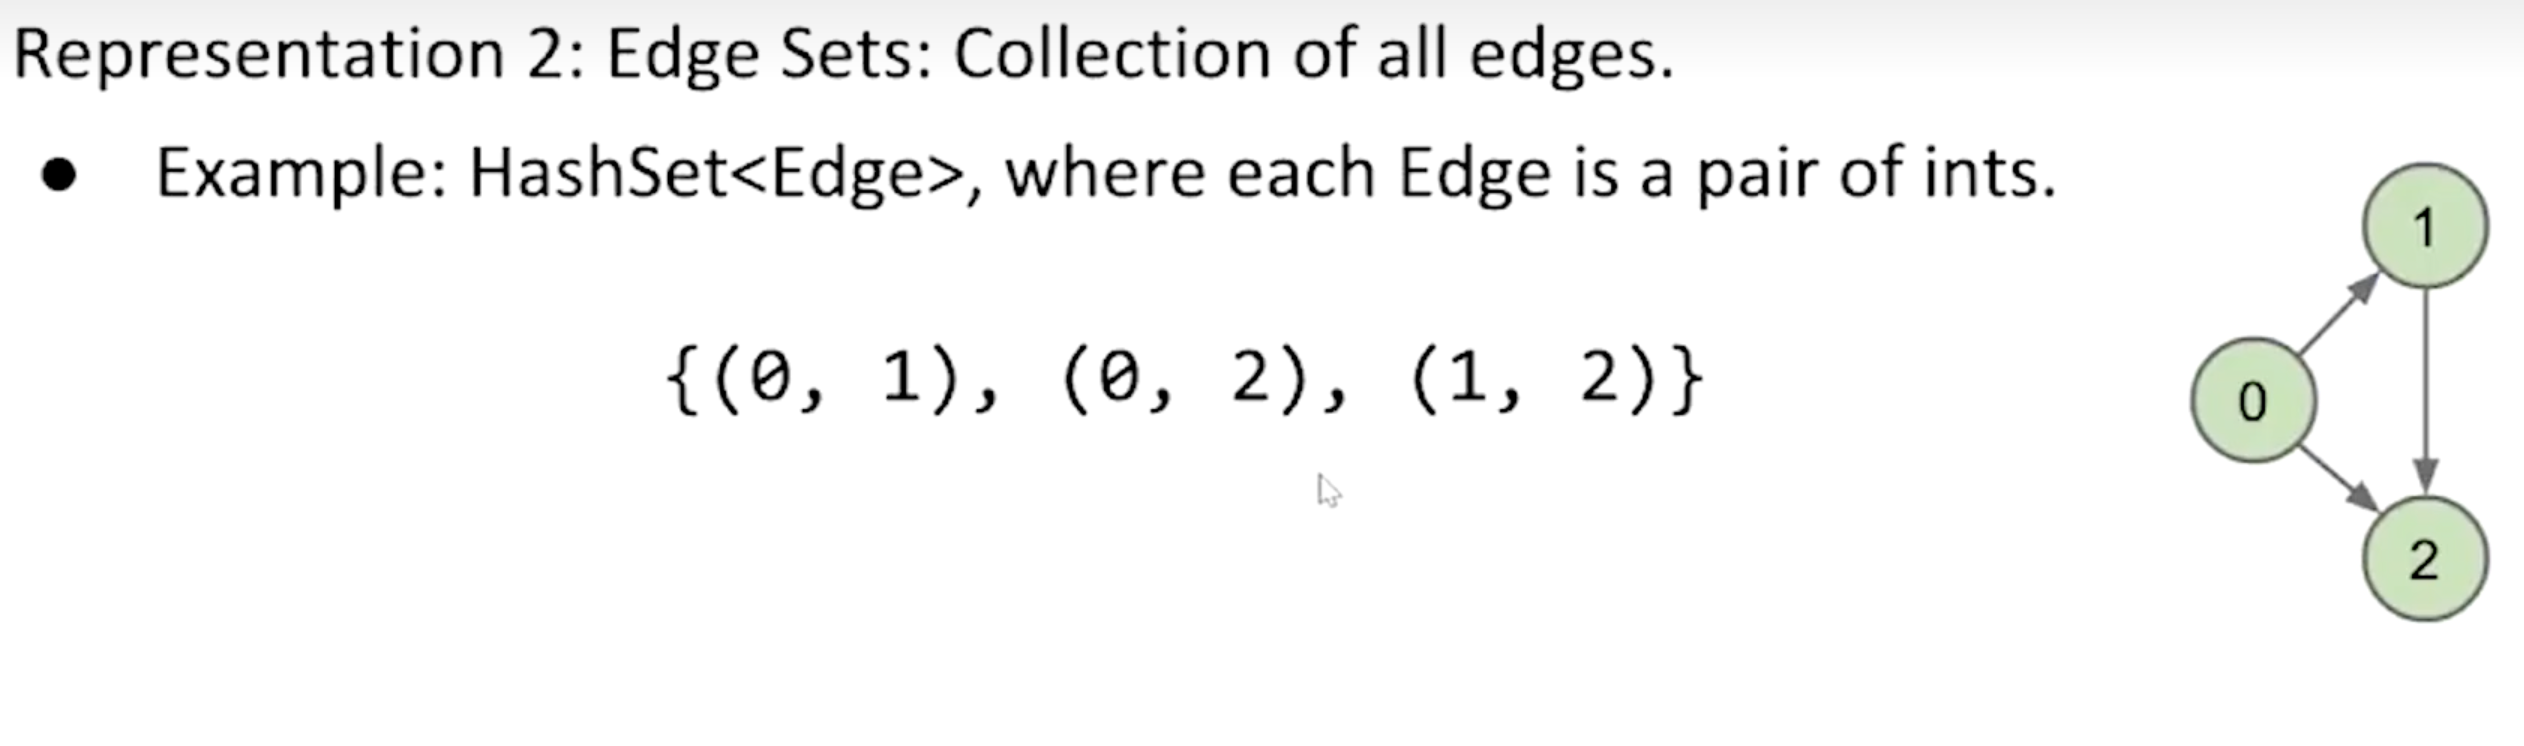 Representation 2: Edge Sets: Collection of all edges.
● Example: HashSet<Edge>, where each Edge is a pair of ints.
1
{(0, 1), (0, 2), (1, 2)}
0
2